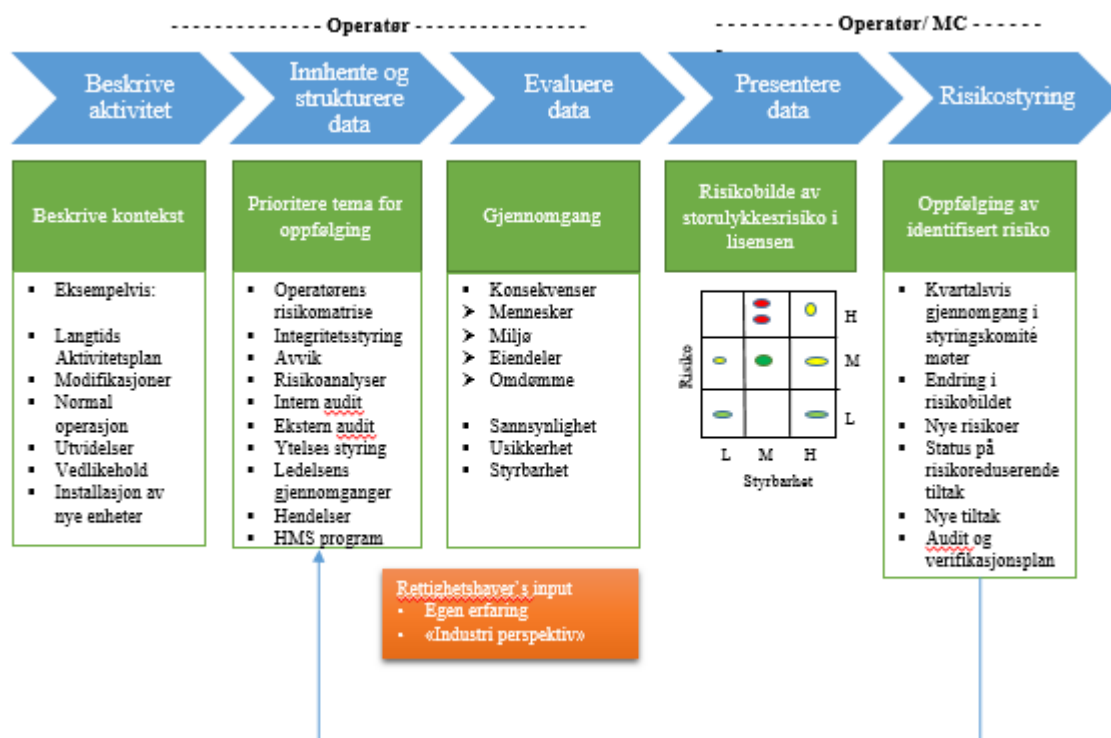 - - - - - - - - - - - - - - - - - - Operatør - - - - - - - - - - - - - - - - - - - - -
- - - - - - - - - - - - - - Operatør/ MC - - - - - - - -
Beskrive
aktivitet
Innhente og
strukturere
data
Evaluere
data
Presentere
data
Risikostyring
Beskrive kontekst
▪ Eksempelvis:
▪ Langtids
Aktivitetsplan
▪ Modifikasjoner
▪ Normal
operasjon
▪ Utvidelser
▪ Vedlikehold
▪ Installasjon av
nye enheter
Prioritere tema for
oppfølging
▪ Operatørens
risikomatrise
▪ Integritetsstyring
▪ Avvik
▪ Risikoanalyser
▪ Intern audit
▪ Ekstern audit
▪ Ytelses styring
▪ Ledelsens
gjennomganger
▪ Hendelser
▪ HMS program
Gjennomgang
▪ Konsekvenser
➢ Mennesker
➢ Miljø
➢ Eiendeler
➢ Omdømme
▪ Sannsynlighet
▪ Usikkerhet
▪ Styrbarhet
Risikobilde av
storulykkesrisiko i
lisensen
Risiko
H
M
L
L M H
Styrbarhet
Oppfølging av
identifisert risiko
▪ Kvartalsvis
gjennomgang i
styringskomité
møter
▪ Endring i
risikobildet
▪ Nye risikoer
▪ Status på
risikoreduserende
tiltak
▪ Nye tiltak
▪ Audit og
verifikasjonsplan
Rettighetshaver`s input
• Egen erfaring
• «Industri perspektiv»